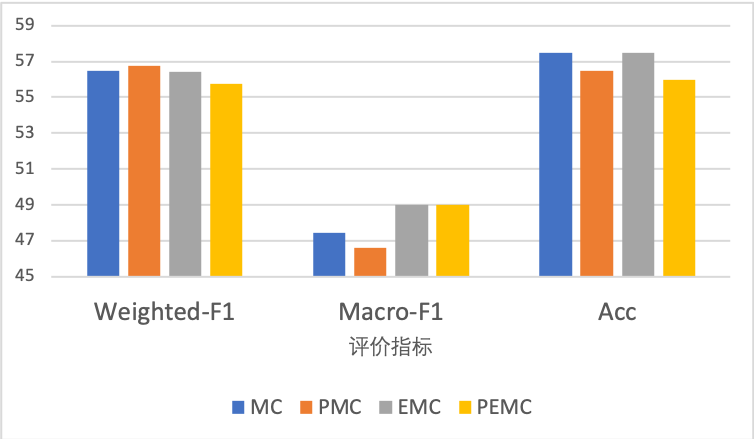 59
57
55
53
51
49
47
45
Weighted-F1 Macro-F1 Acc
评价指标
MC PMC EMC PEMC